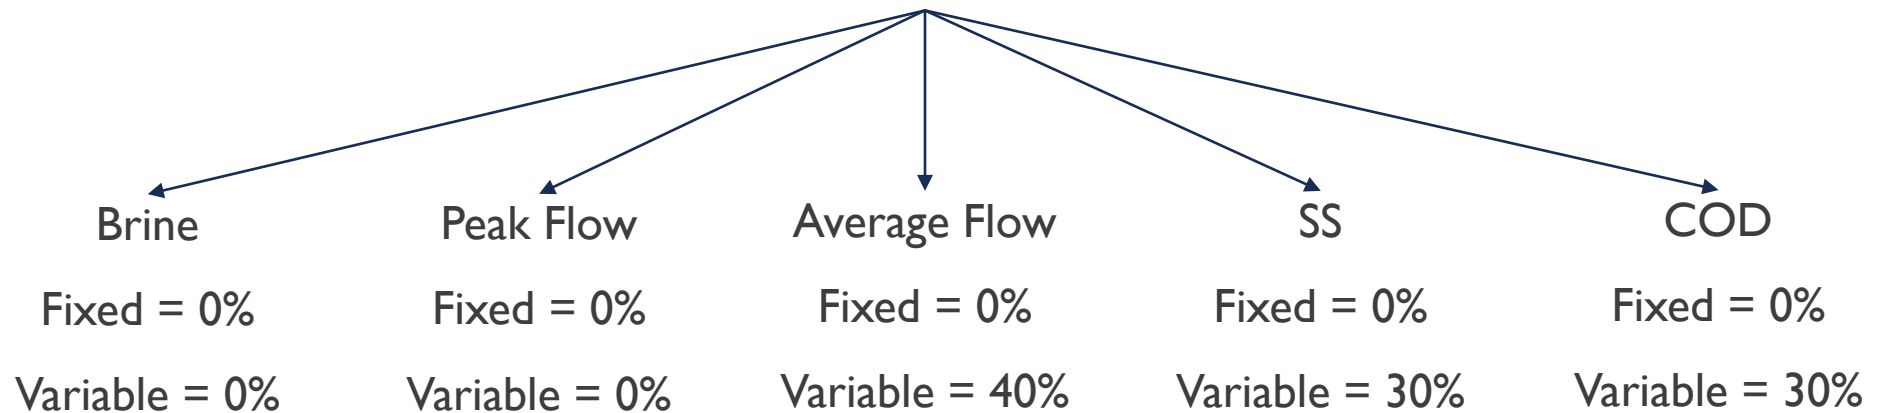 Brine
Fixed = 0%
Variable = 0%
Peak Flow
Fixed = 0%
Variable = 0%
Average Flow
Fixed = 0%
Variable = 40%
SS
Fixed = 0%
Variable = 30%
COD
Fixed = 0%
Variable = 30%